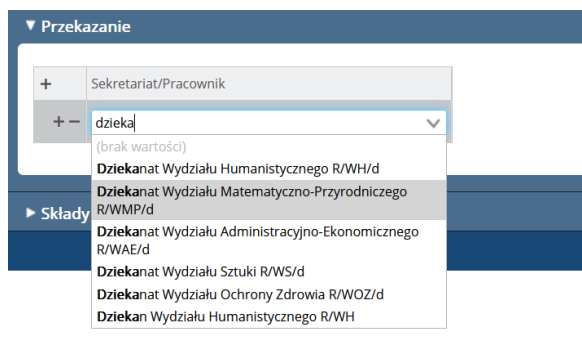 ▼ Przekazanie
+ Sekretariat/Pracownik
+ − dzieka
(brak wartości)
Dziekanat Wydziału Humanistycznego R/WH/d
Dziekanat Wydziału Matematyczno-Przyrodniczego
R/WMP/d
Dziekanat Wydziału Administracyjno-Ekonomicznego
R/WAE/d
Dziekanat Wydziału Sztuki R/WS/d
Dziekanat Wydziału Ochrony Zdrowia R/WOZ/d
Dziekan Wydziału Humanistycznego R/WH
▶ Składy